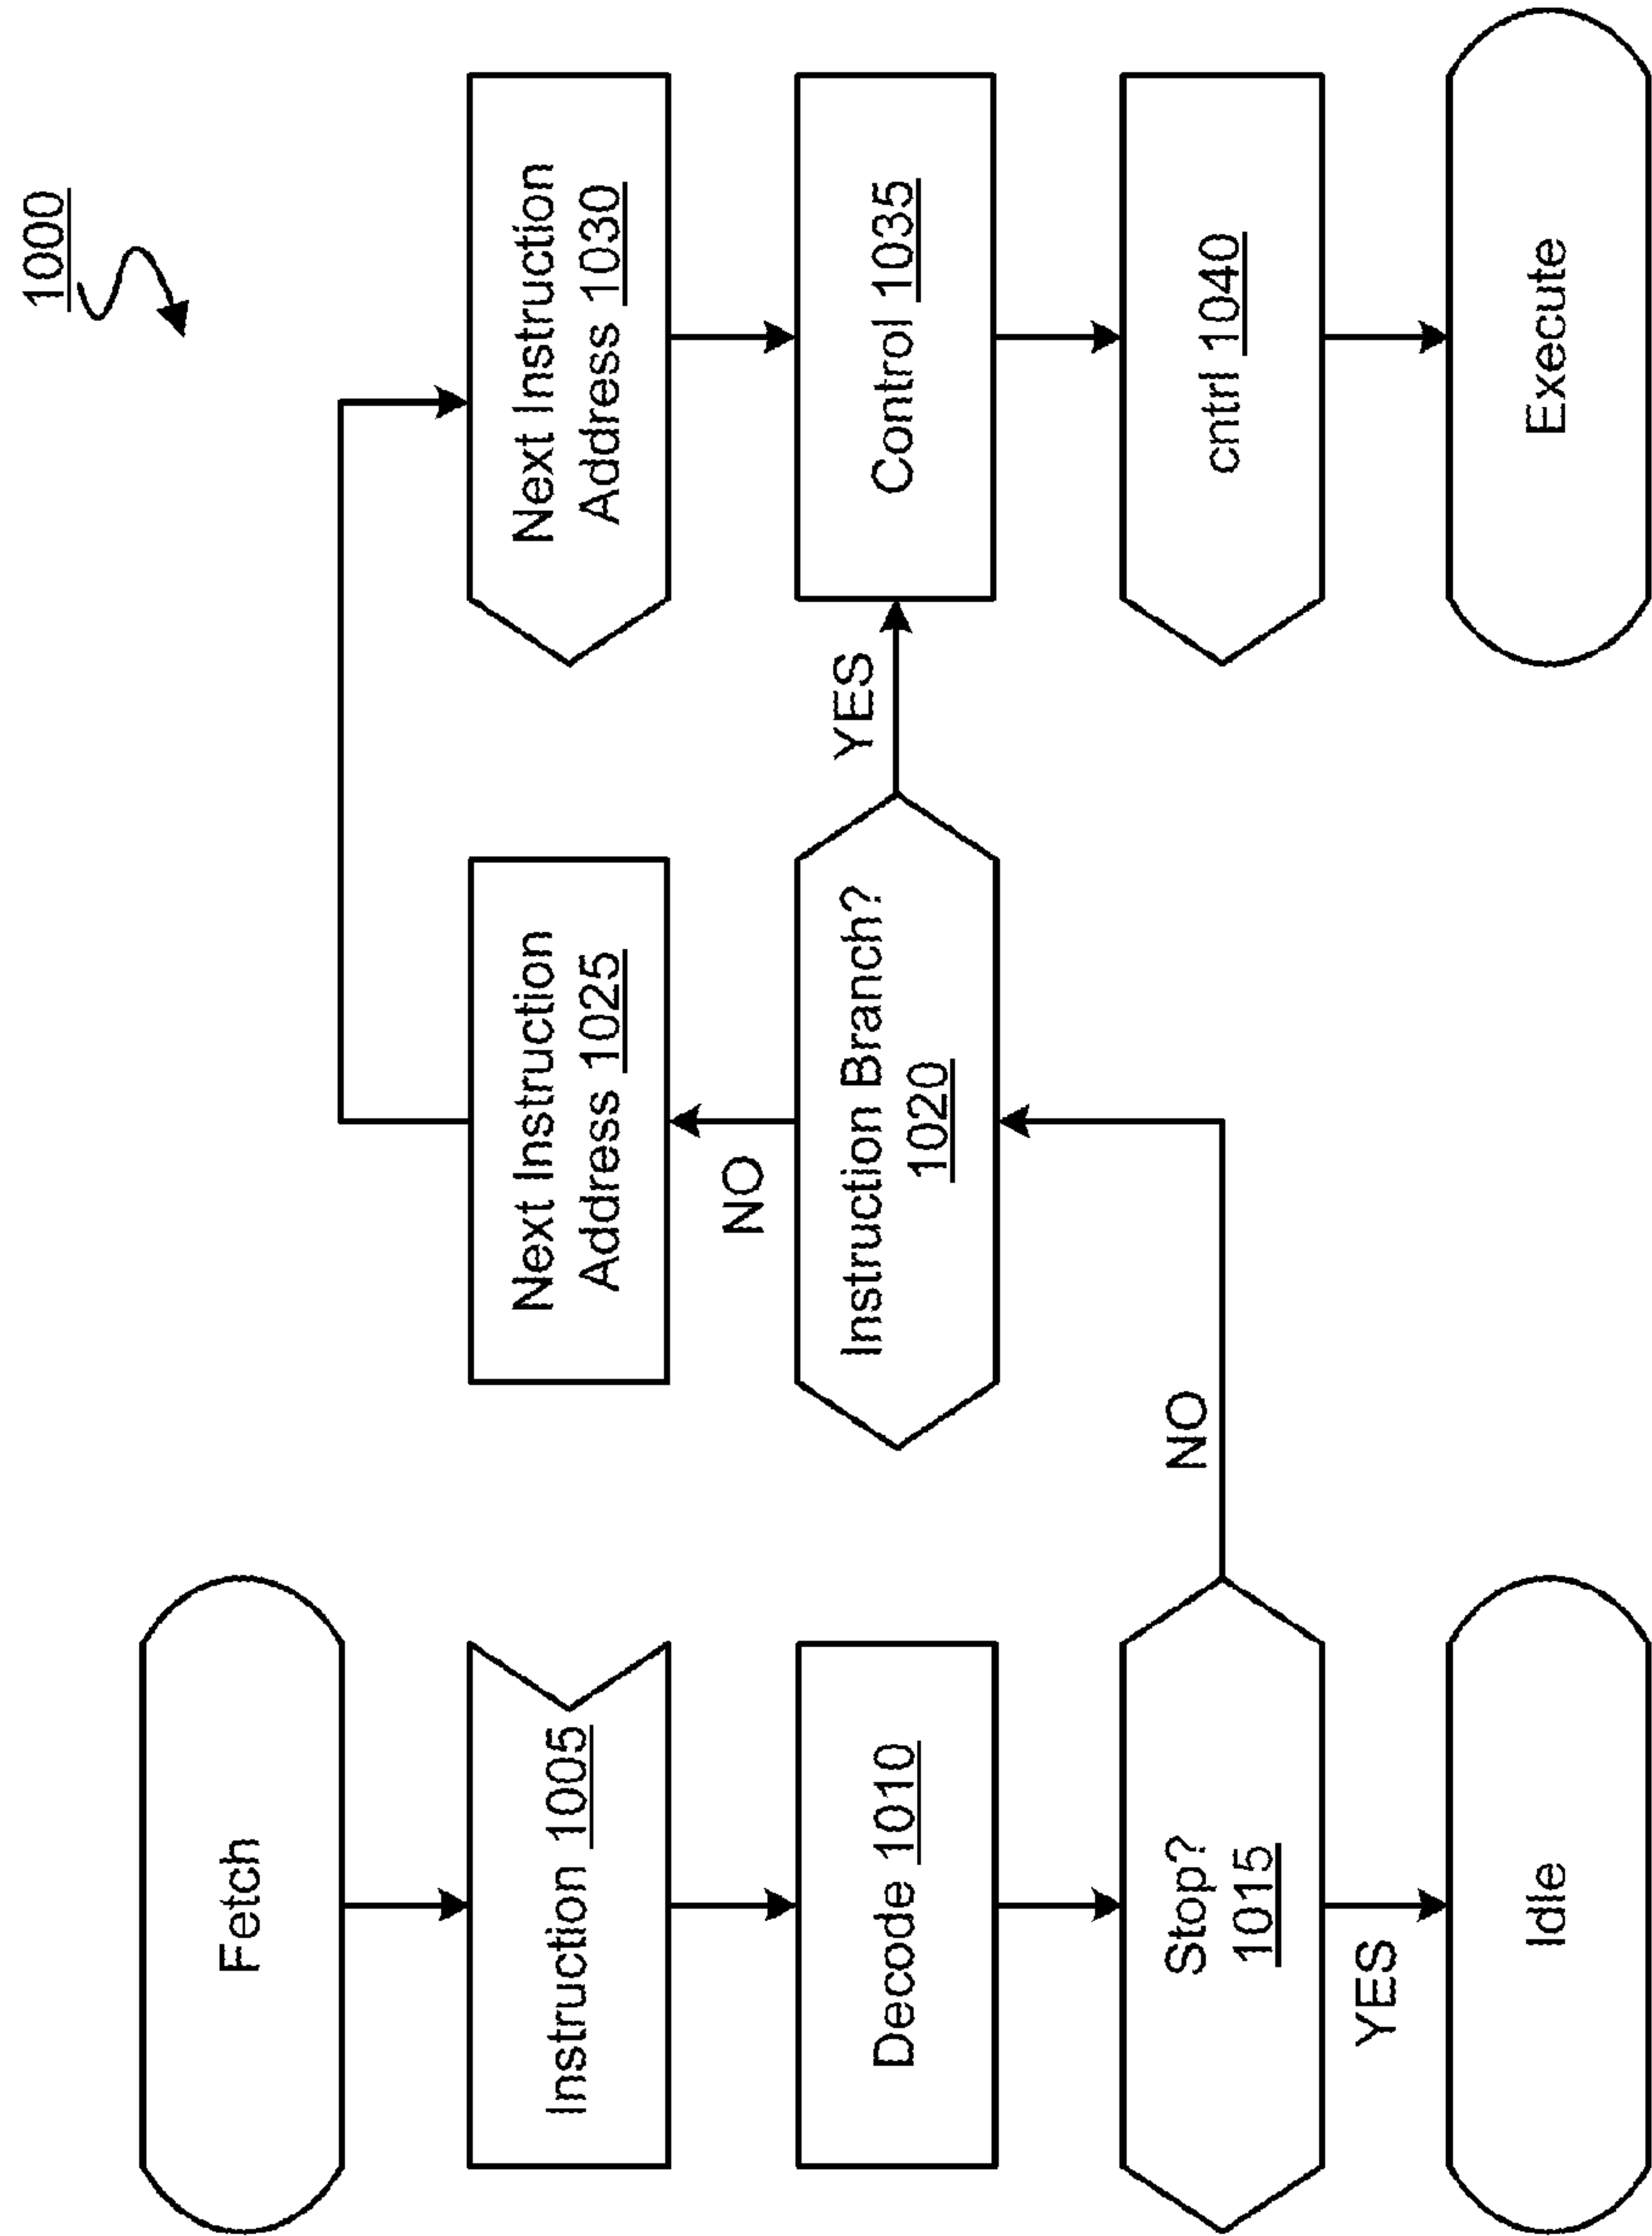 1000
Fetch
Instruction 1005
Decode 1010
Stop?
1015
YES
NO
Idle
Next Instruction
Address 1025
NO
Instruction Branch?
1020
YES
Next Instruction
Address 1030
Control 1035
cntrl 1040
Execute